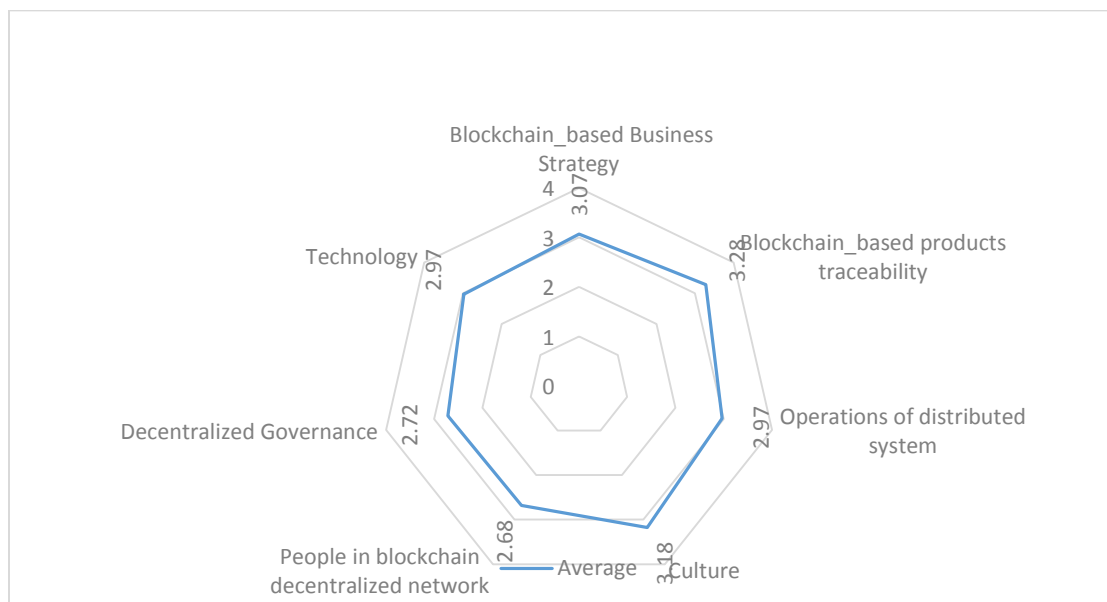 Blockchain_based Business
Strategy
4
3.07
3
2
1
0
Blockchain_based products
traceability
3.28
Technology
2.97
Operations of distributed
system
2.97
Decentralized Governance
2.72
People in blockchain
decentralized network
2.68
Culture
3.18
Average